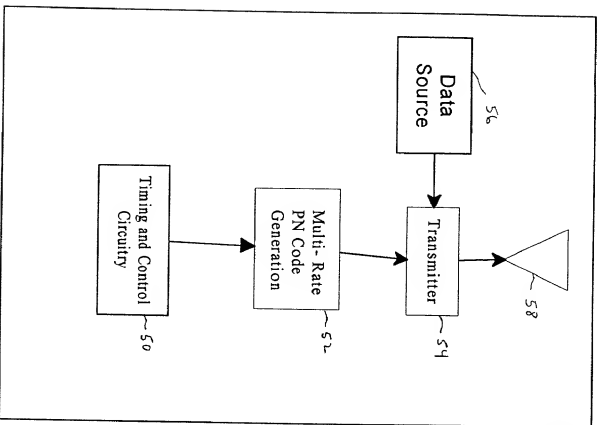 Data
Source
56
Timing and Control
Circuitry
50
Multi- Rate
PN Code
Generation
52
Transmitter
54
58